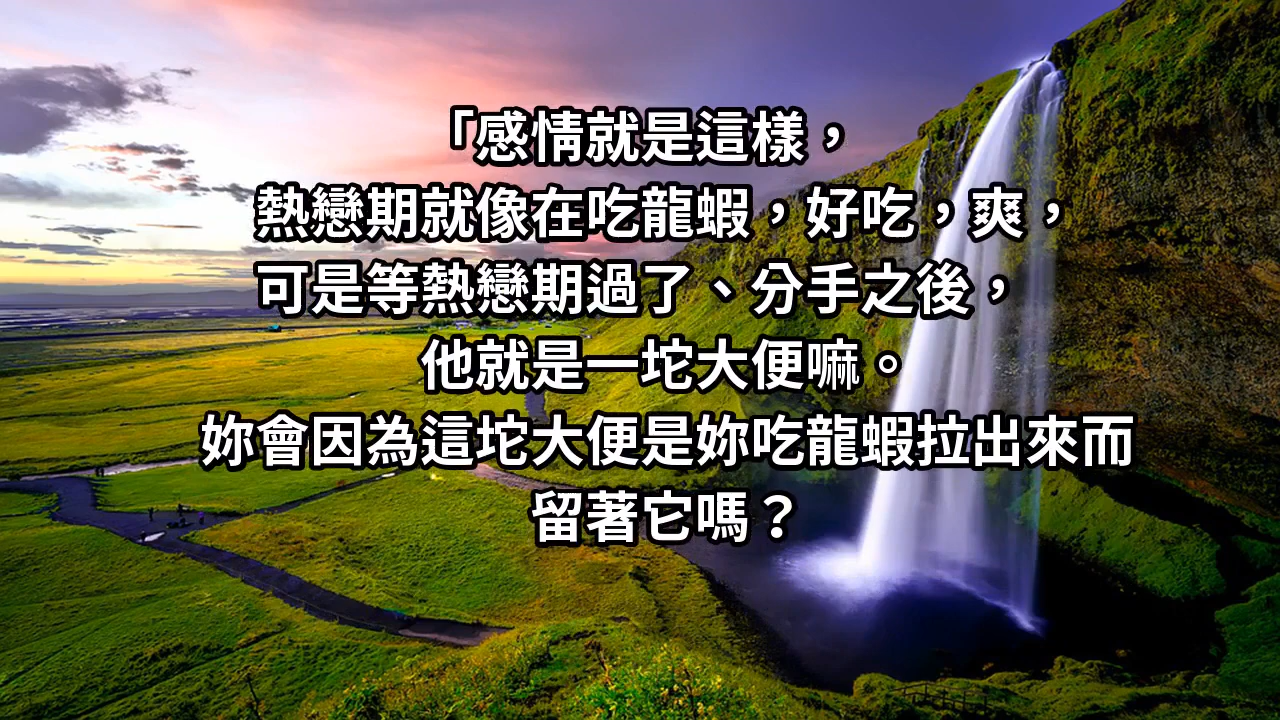 「感情就是這樣，
熱戀期就像在吃龍蝦，好吃，爽，
可是等熱戀期過了、分手之後，
他就是一坨大便嘛。
妳會因為這坨大便是妳吃龍蝦拉出來而
留著它嗎？